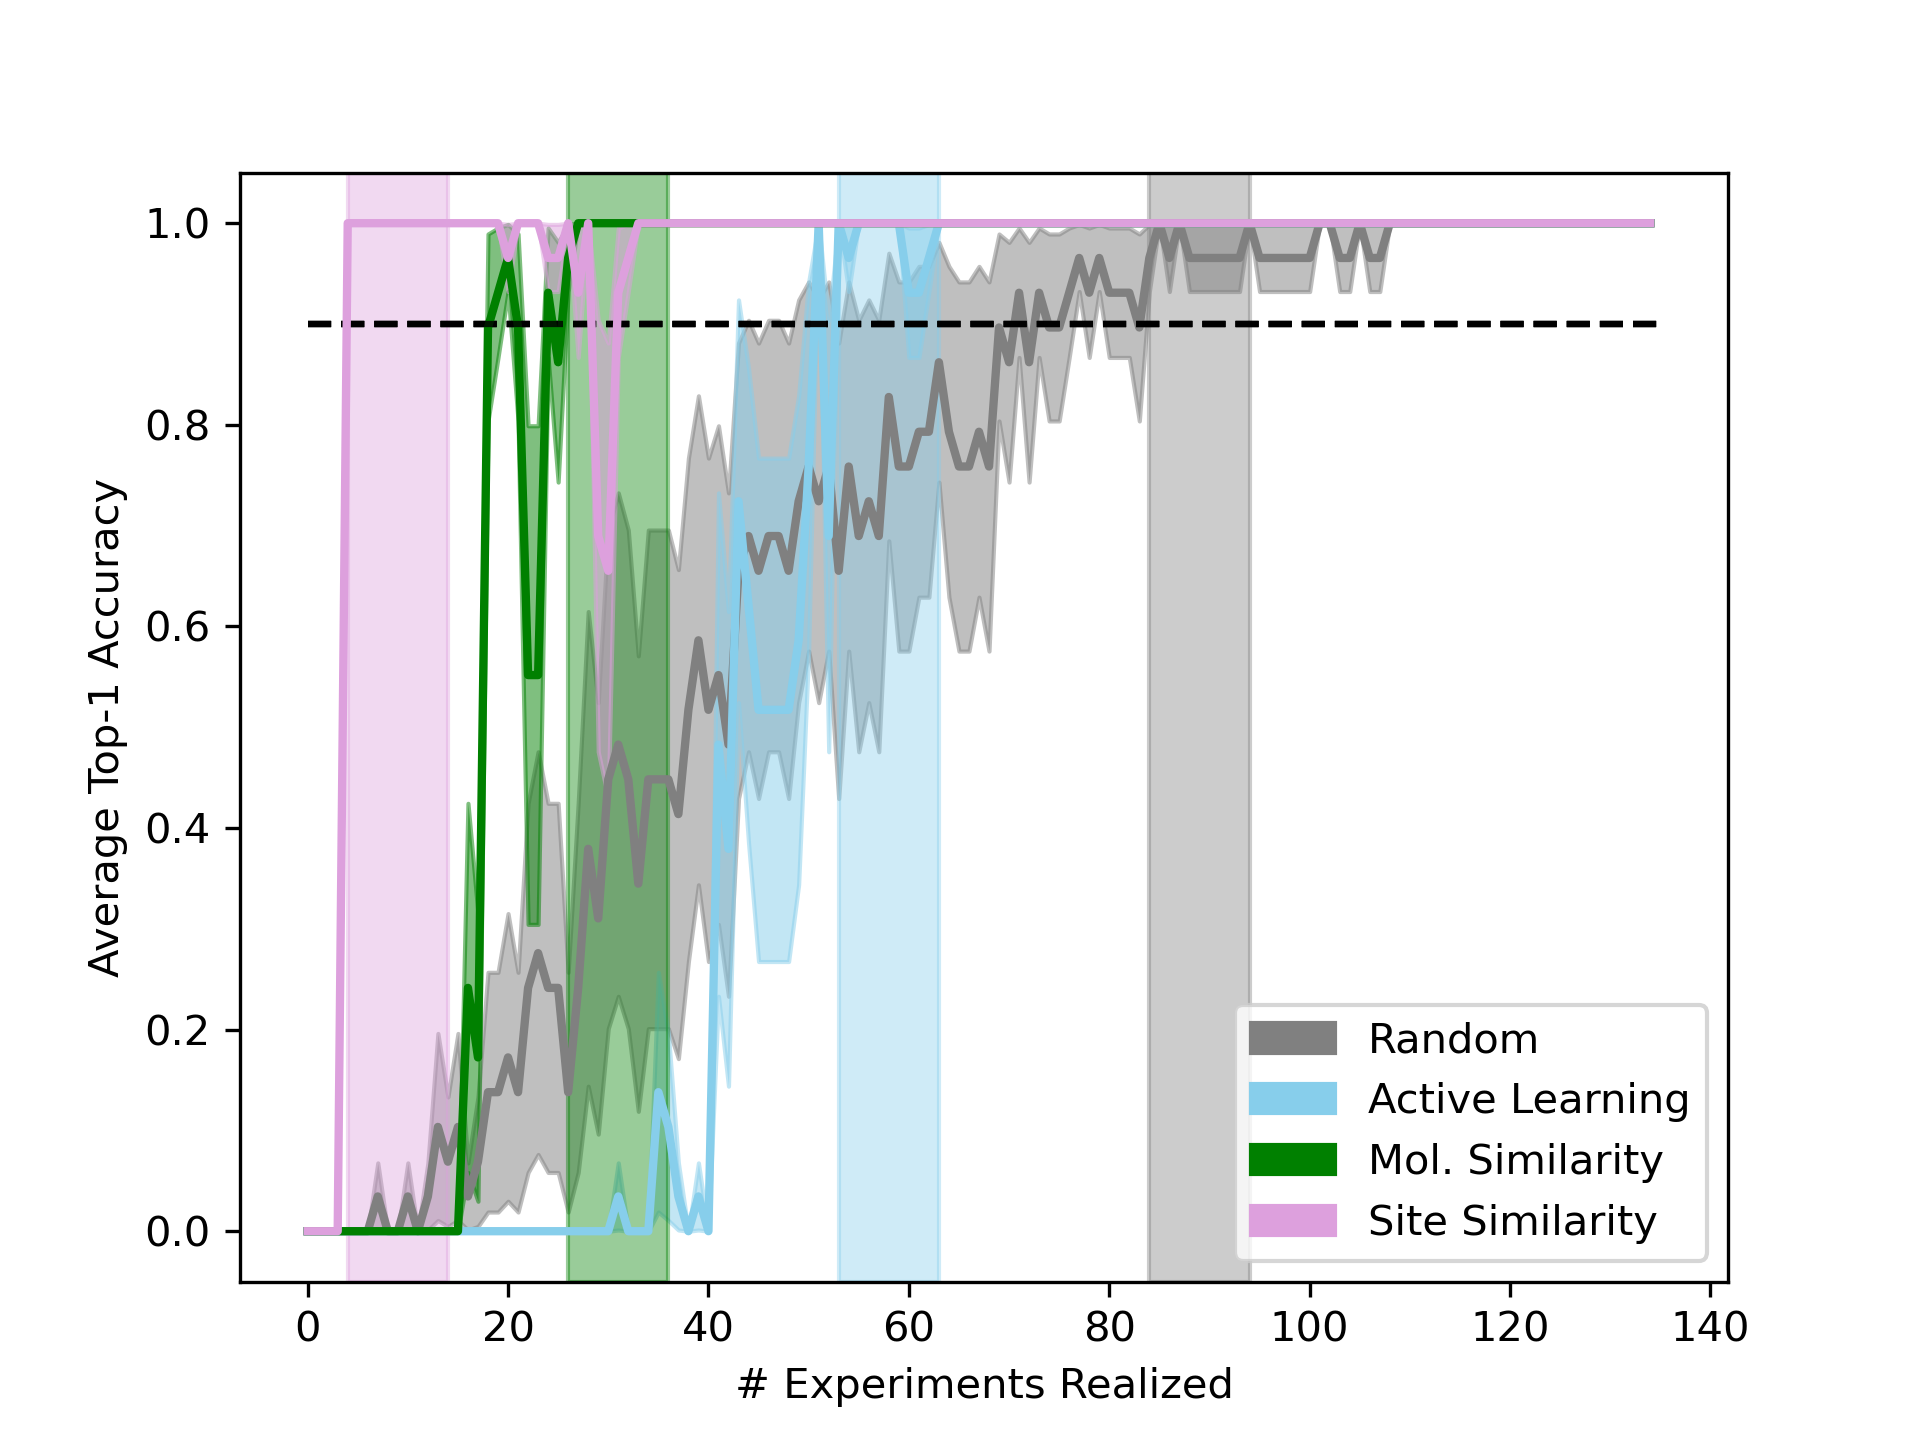 1.0
0.8
0.6
0.4
0.2
0.0
Average Top-1 Accuracy
0 20 40 60 80 100 120 140
# Experiments Realized
Random
Active Learning
Mol. Similarity
Site Similarity